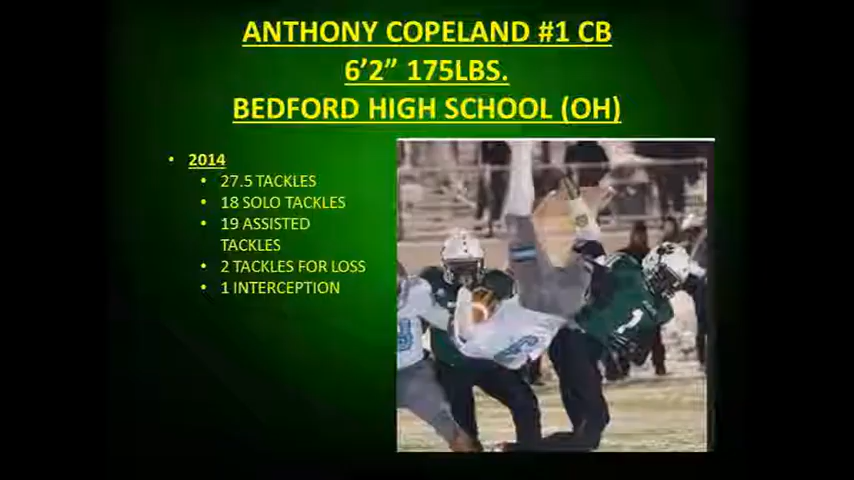 ANTHONY COPELAND #1 CB
6’2” 175LBS.
BEDFORD HIGH SCHOOL (OH)
• 2014
• 27.5 TACKLES
• 18 SOLO TACKLES
• 19 ASSISTED
TACKLES
• 2 TACKLES FOR LOSS
• 1 INTERCEPTION
1